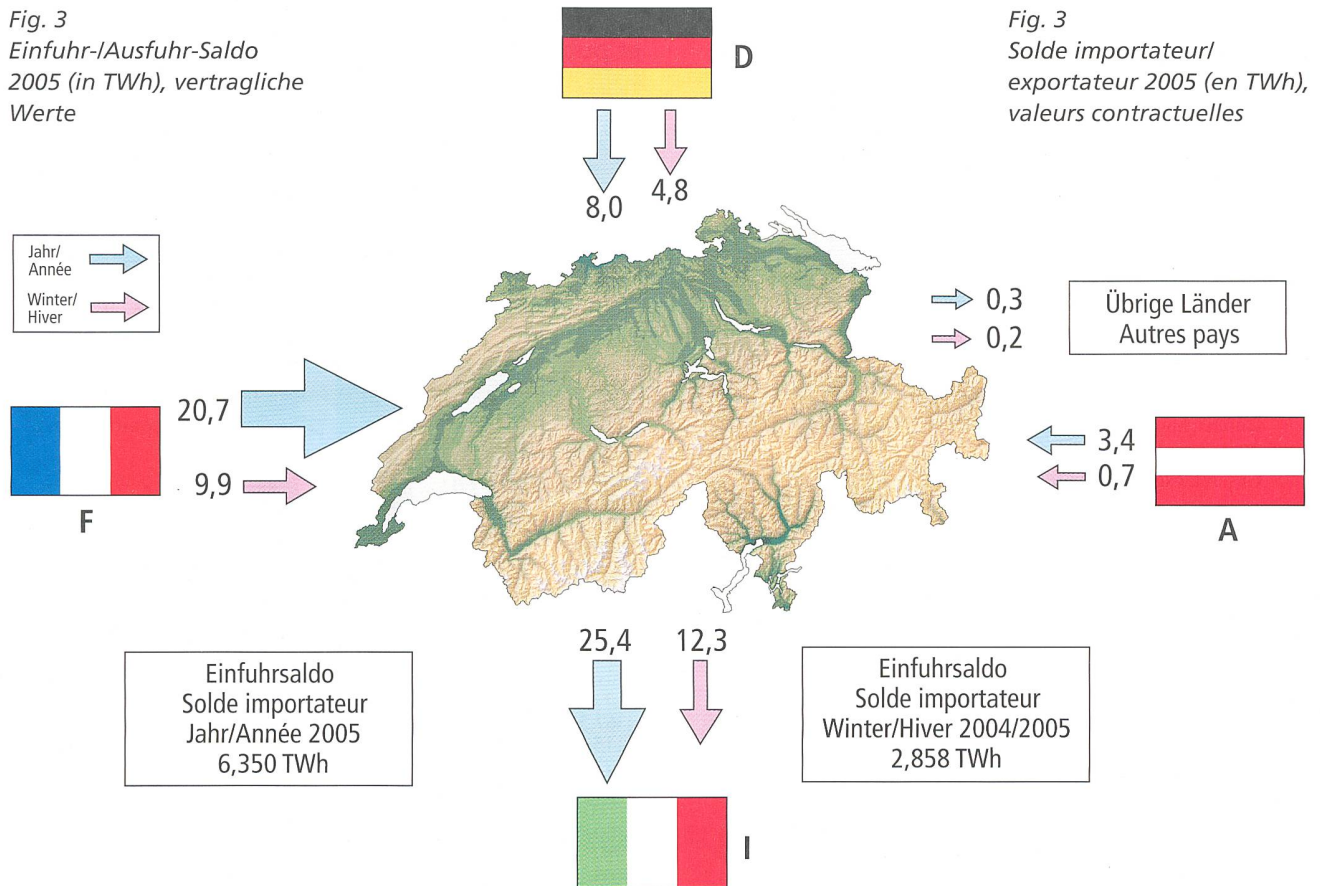 Fig. 3
Einfuhr-/Ausfuhr-Saldo
2005 (in TWh), vertragliche
Werte
Fig. 3
Solde importateur/
exportateur 2005 (en TWh),
valeurs contractuelles
D
8,0
4,8
Jahr/
Année
Winter/
Hiver
0,3
0,2
Übrige Länder
Autres pays
20,7
9,9
F
3,4
0,7
A
25,4
12,3
Einfuhrsaldo
Solde importateur
Jahr/Année 2005
6,350 TWh
Einfuhrsaldo
Solde importateur
Winter/Hiver 2004/2005
2,858 TWh
I